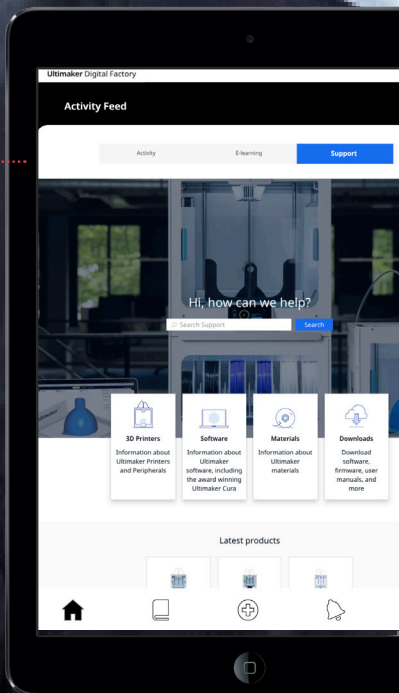 Ultimaker Digital Factory
Activity Feed
Activity
E-learning
Support
Hi, how can we help?
Search Support
Search
3D Printers
Information about
Ultimaker Printers
and Peripherals
Software
Information about
Ultimaker
software, including
the award winning
Ultimaker Cura
Materials
Information about
Ultimaker
materials
Downloads
Download
software,
firmware, user
manuals, and
more
Latest products